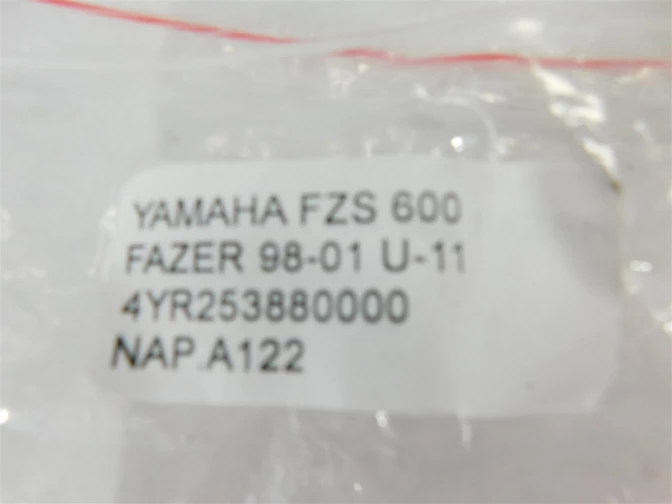 YAMAHA FZS 600
FAZER 98-01 U-11
4YR253880000
NAP.A122